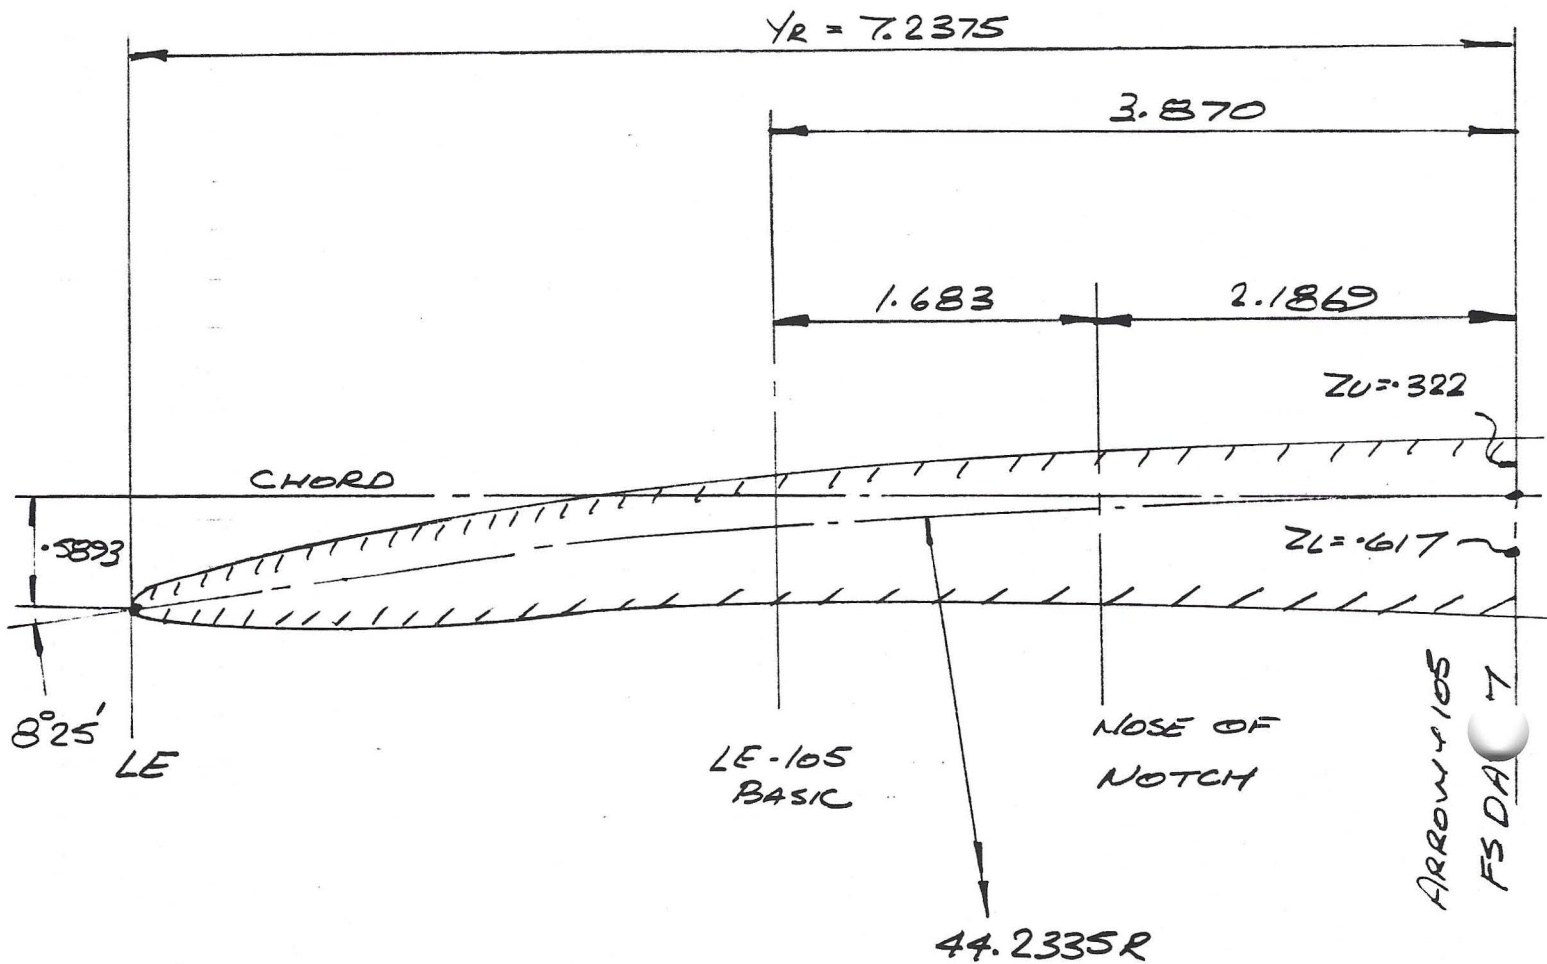 YR = 7.2375
3.870
1.683
2.1869
ZU=.322
CHORD
.5893
ZL=.617
8°25'
LE
LE-105
BASIC
NOSE OF
NOTCH
ARROW & 105
FS
44.2335R